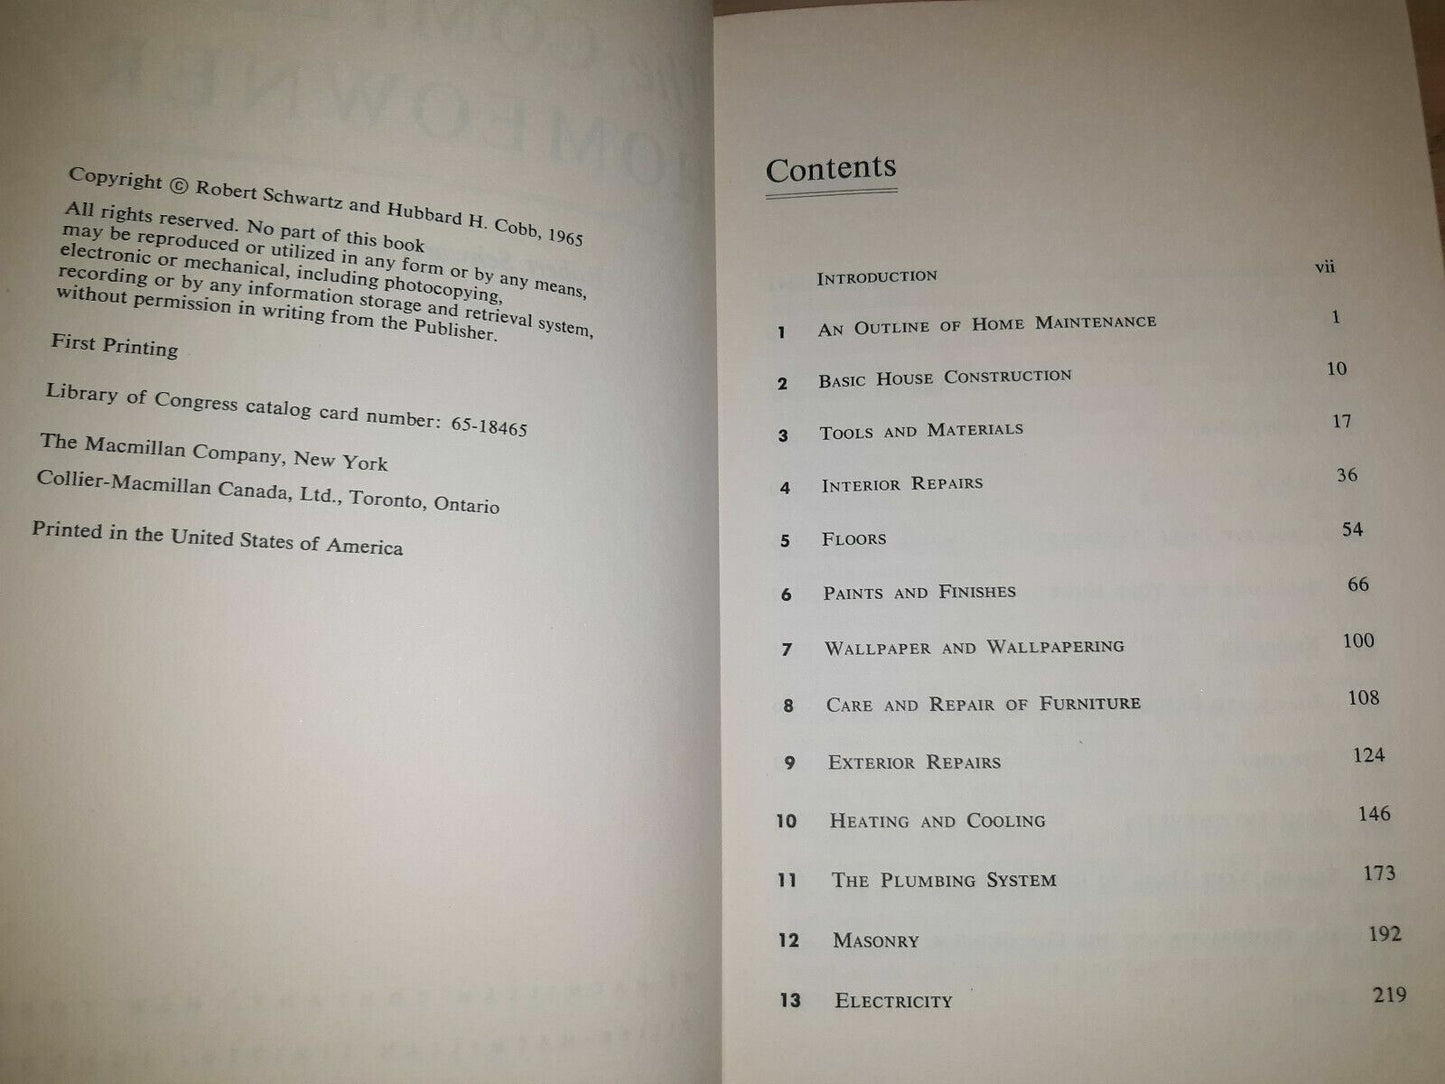 Copyright © Robert Schwartz and Hubbard H. Cobb, 1965
All rights reserved. No part of this book
may be reproduced or utilized in any form or by any means,
electronic or mechanical, including photocopying,
recording or by any information storage and retrieval system,
without permission in writing from the Publisher.
First Printing
Library of Congress catalog card number: 65-18465
The Macmillan Company, New York
Collier-Macmillan Canada, Ltd., Toronto, Ontario
Printed in the United States of America
Contents
INTRODUCTION vii
1 AN OUTLINE OF HOME MAINTENANCE 1
2 BASIC HOUSE CONSTRUCTION 10
3 TOOLS AND MATERIALS 17
4 INTERIOR REPAIRS 36
5 FLOORS 54
6 PAINTS AND FINISHES 66
7 WALLPAPER AND WALLPAPERING 100
8 CARE AND REPAIR OF FURNITURE 108
9 EXTERIOR REPAIRS 124
10 HEATING AND COOLING 146
11 THE PLUMBING SYSTEM 173
12 MASONRY 192
13 ELECTRICITY 219